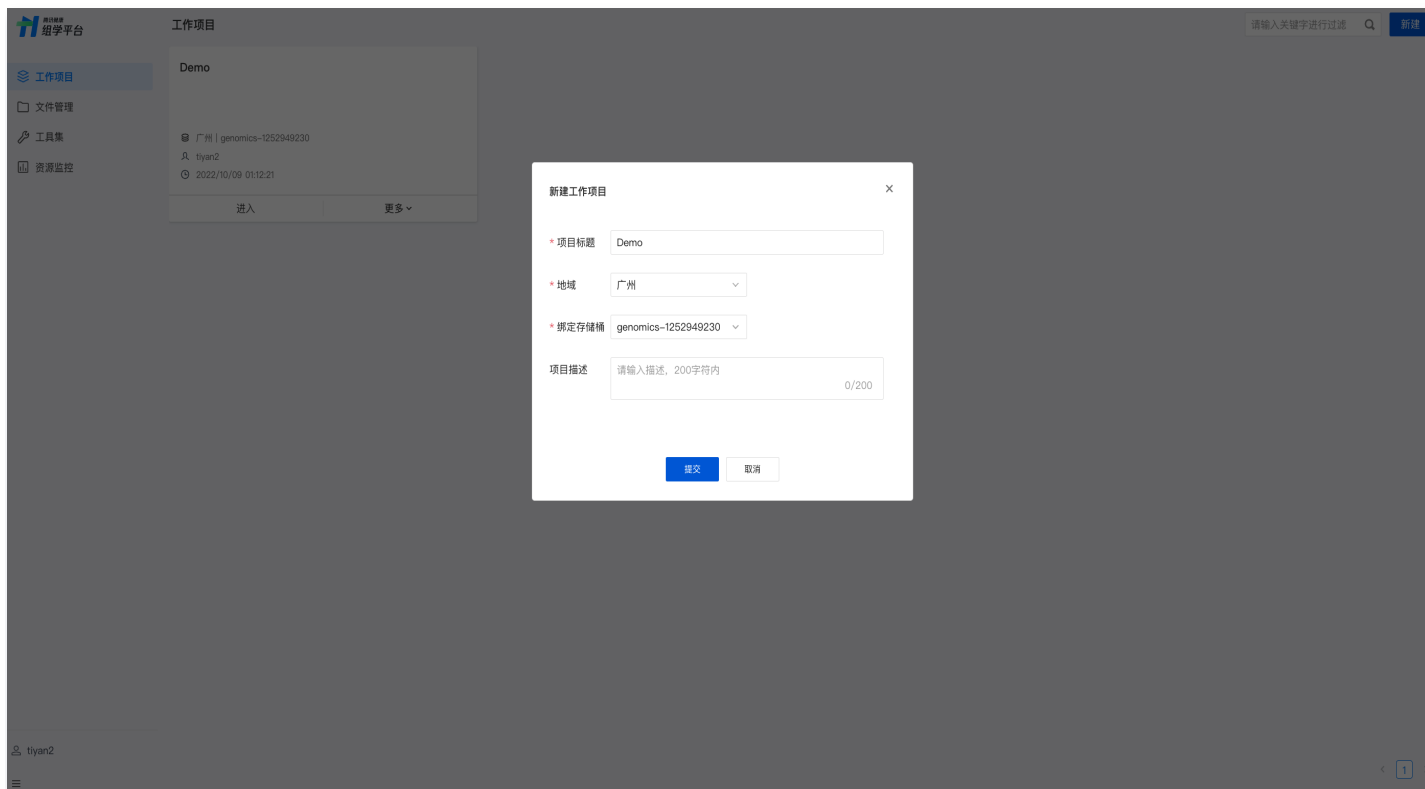 腾讯健康
组学平台
工作项目
请输入关键字进行过滤
新建
工作项目
文件管理
工具集
资源监控
Demo
广州 | genomics-1252949230
tiyan2
2022/10/09 01:12:21
进入
更多
新建工作项目
* 项目标题 Demo
* 地域 广州
* 绑定存储桶 genomics-1252949230
项目描述 请输入描述，200字符内
0/200
提交 取消
tiyan2
1